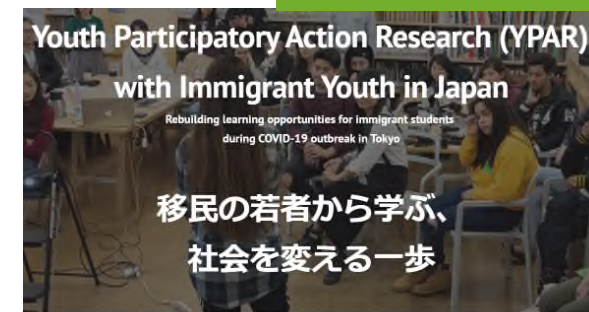 Youth Participatory Action Research (YPAR)
with Immigrant Youth in Japan
Rebuilding learning opportunities for immigrant students
during COVID-19 outbreak in Tokyo
移民の若者から学ぶ、
社会を変える一歩